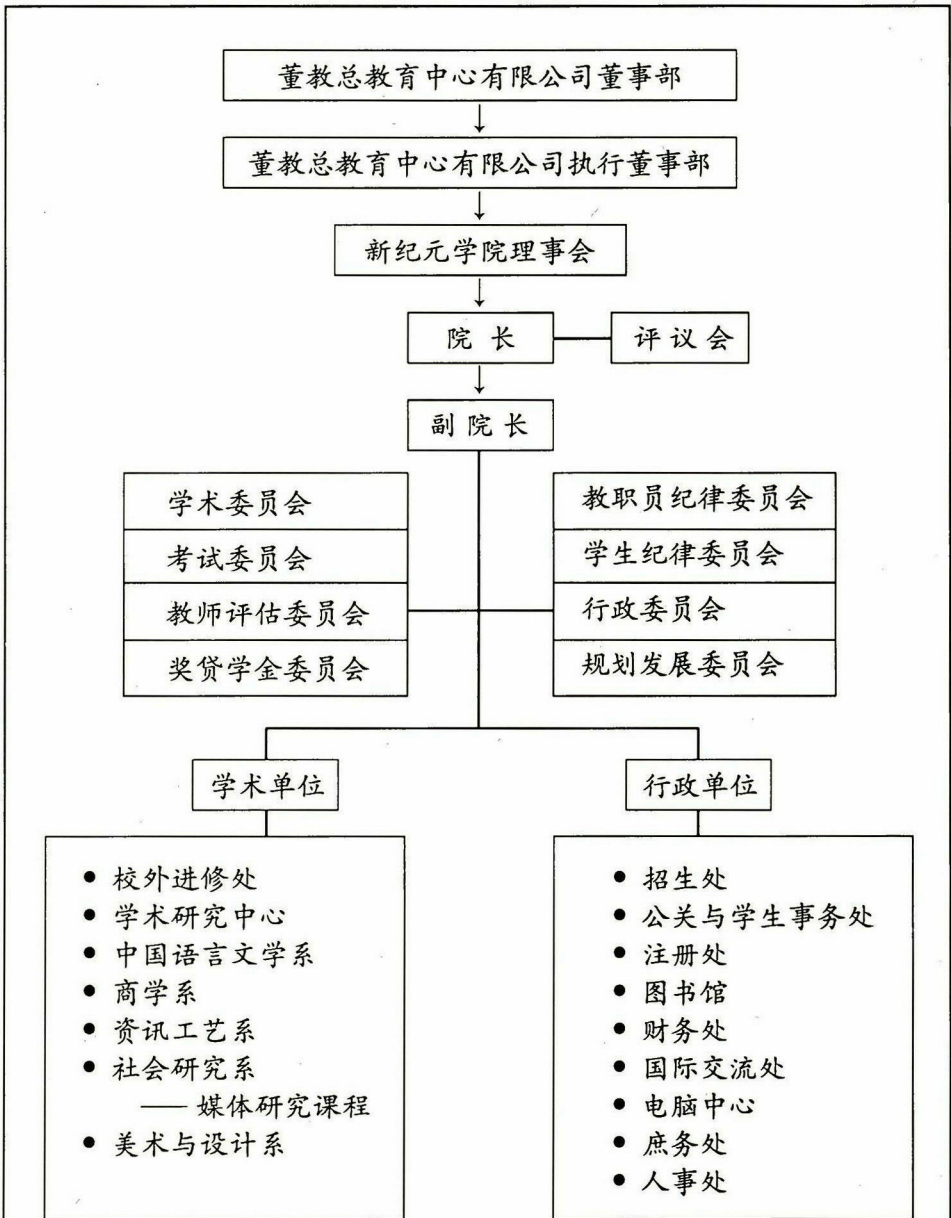 董教总教育中心有限公司董事部
董教总教育中心有限公司执行董事部
新纪元学院理事会
院长
评议会
副院长
学术委员会
考试委员会
教师评估委员会
奖贷学金委员会
教职员纪律委员会
学生纪律委员会
行政委员会
规划发展委员会
学术单位
● 校外进修处
● 学术研究中心
● 中国语言文学系
● 商学系
● 资讯工艺系
● 社会研究系
—— 媒体研究课程
● 美术与设计系
行政单位
● 招生处
● 公关与学生事务处
● 注册处
● 图书馆
● 财务处
● 国际交流处
● 电脑中心
● 庶务处
● 人事处